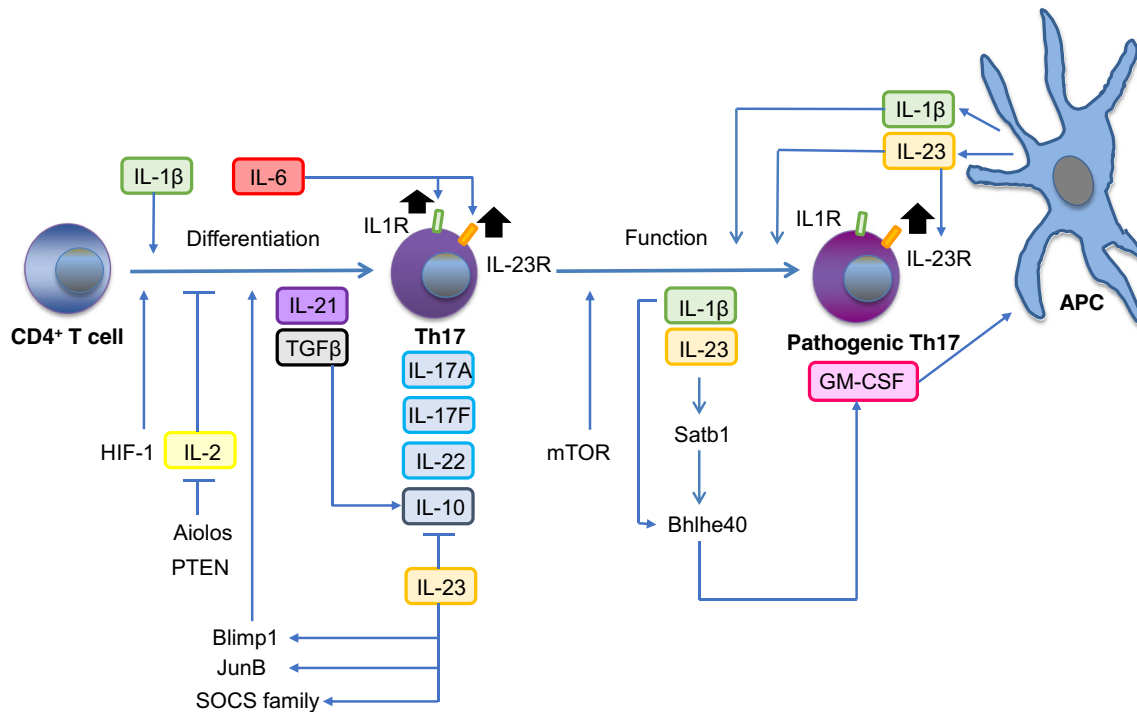 IL-1β
IL-23
IL-1β
IL-6
IL1R
IL1R
Differentiation
Function
IL-23R
IL-23R
CD4⁺ T cell
IL-21
TGFβ
Th17
IL-1β
IL-23
Pathogenic Th17
APC
IL-17A
GM-CSF
IL-17F
HIF-1
IL-2
IL-22
mTOR
Satb1
IL-10
Aiolos
PTEN
Bhlhe40
IL-23
Blimp1
JunB
SOCS family